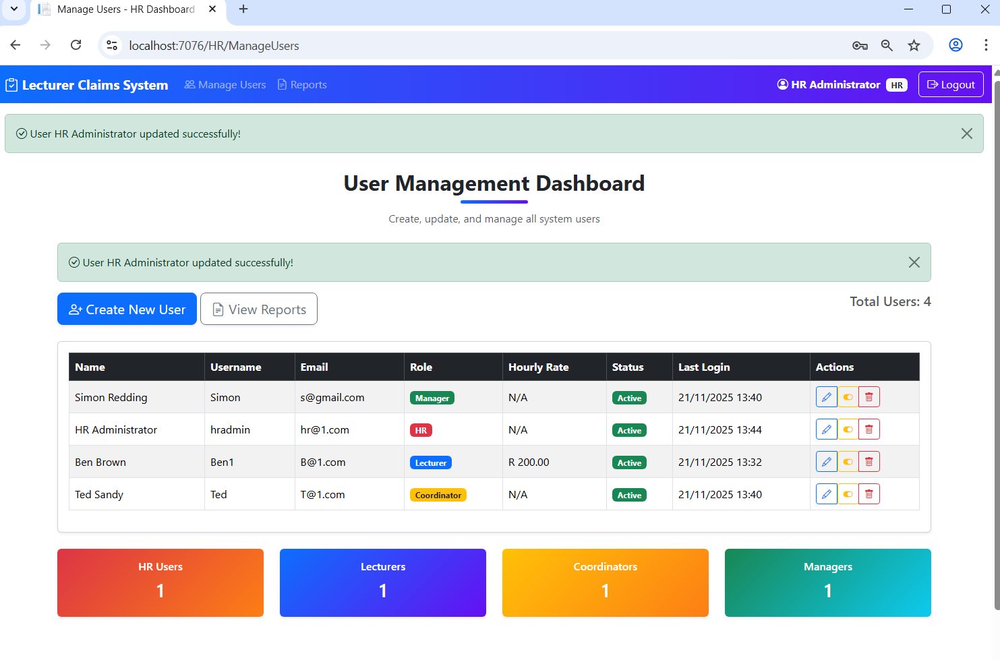 Manage Users - HR Dashboard
localhost:7076/HR/ManageUsers
Lecturer Claims System Manage Users Reports HR Administrator HR Logout
User HR Administrator updated successfully!
User Management Dashboard
Create, update, and manage all system users
User HR Administrator updated successfully!
Create New User View Reports Total Users: 4
Name Username Email Role Hourly Rate Status Last Login Actions
Simon Redding Simon s@gmail.com Manager N/A Active 21/11/2025 13:40
HR Administrator hradmin hr@1.com HR N/A Active 21/11/2025 13:44
Ben Brown Ben1 B@1.com Lecturer R 200.00 Active 21/11/2025 13:32
Ted Sandy Ted T@1.com Coordinator N/A Active 21/11/2025 13:40
HR Users Lecturers Coordinators Managers
1 1 1 1